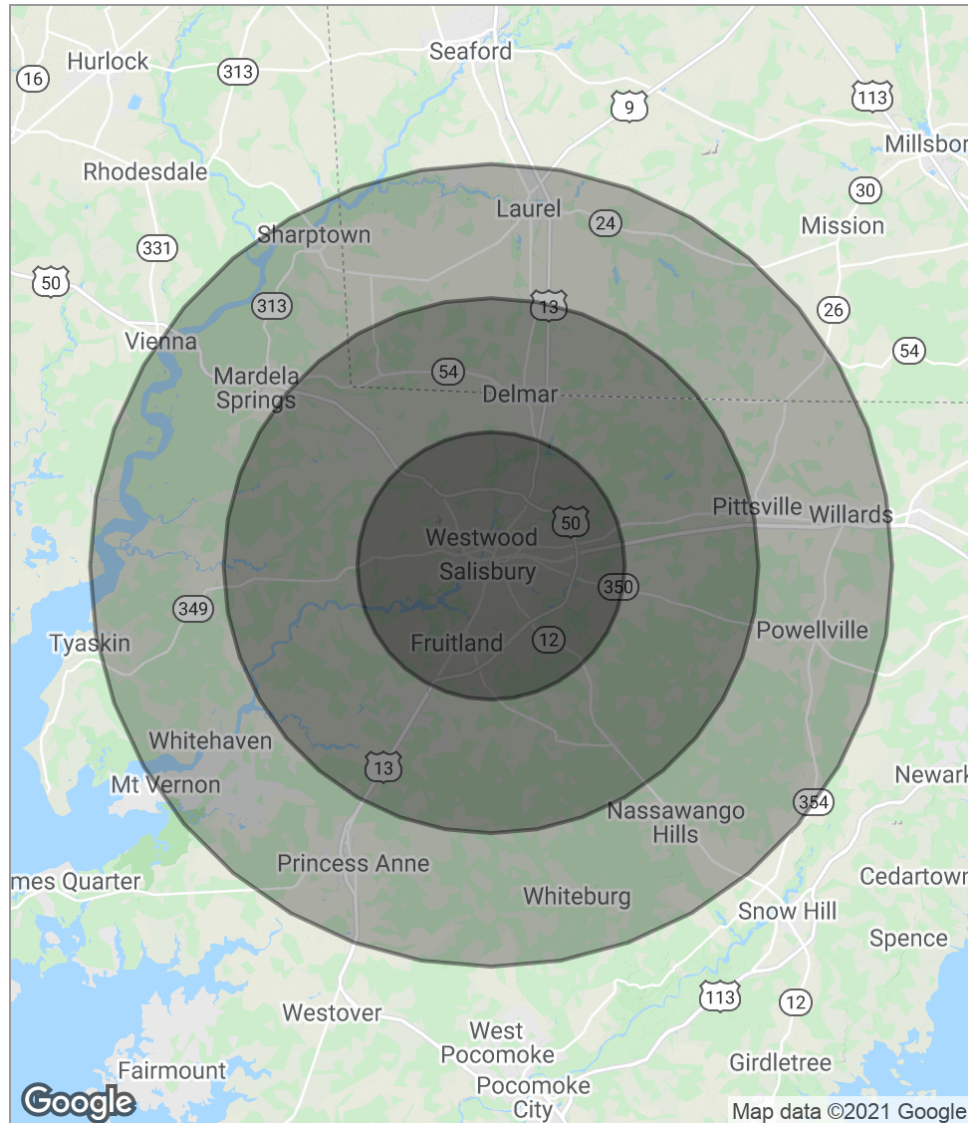 Seaford
Hurlock
16
313
9
113
Millsbo
Rhodesdale
30
Laurel
24
Mission
331
Sharptown
50
313
13
26
Vienna
54
54
Mardela
Springs
Delmar
Pittsville
Willards
50
Westwood
Salisbury
350
349
Tyaskin
Fruitland
12
Powellville
Whitehaven
13
Mt Vernon
Newark
354
Nassawango
Hills
Princess Anne
mes Quarter
Cedartown
Whiteburg
Snow Hill
Spence
113
12
Westover
West
Pocomoke
Girdletree
Fairmount
Pocomoke
City
Google
Map data ©2021 Google